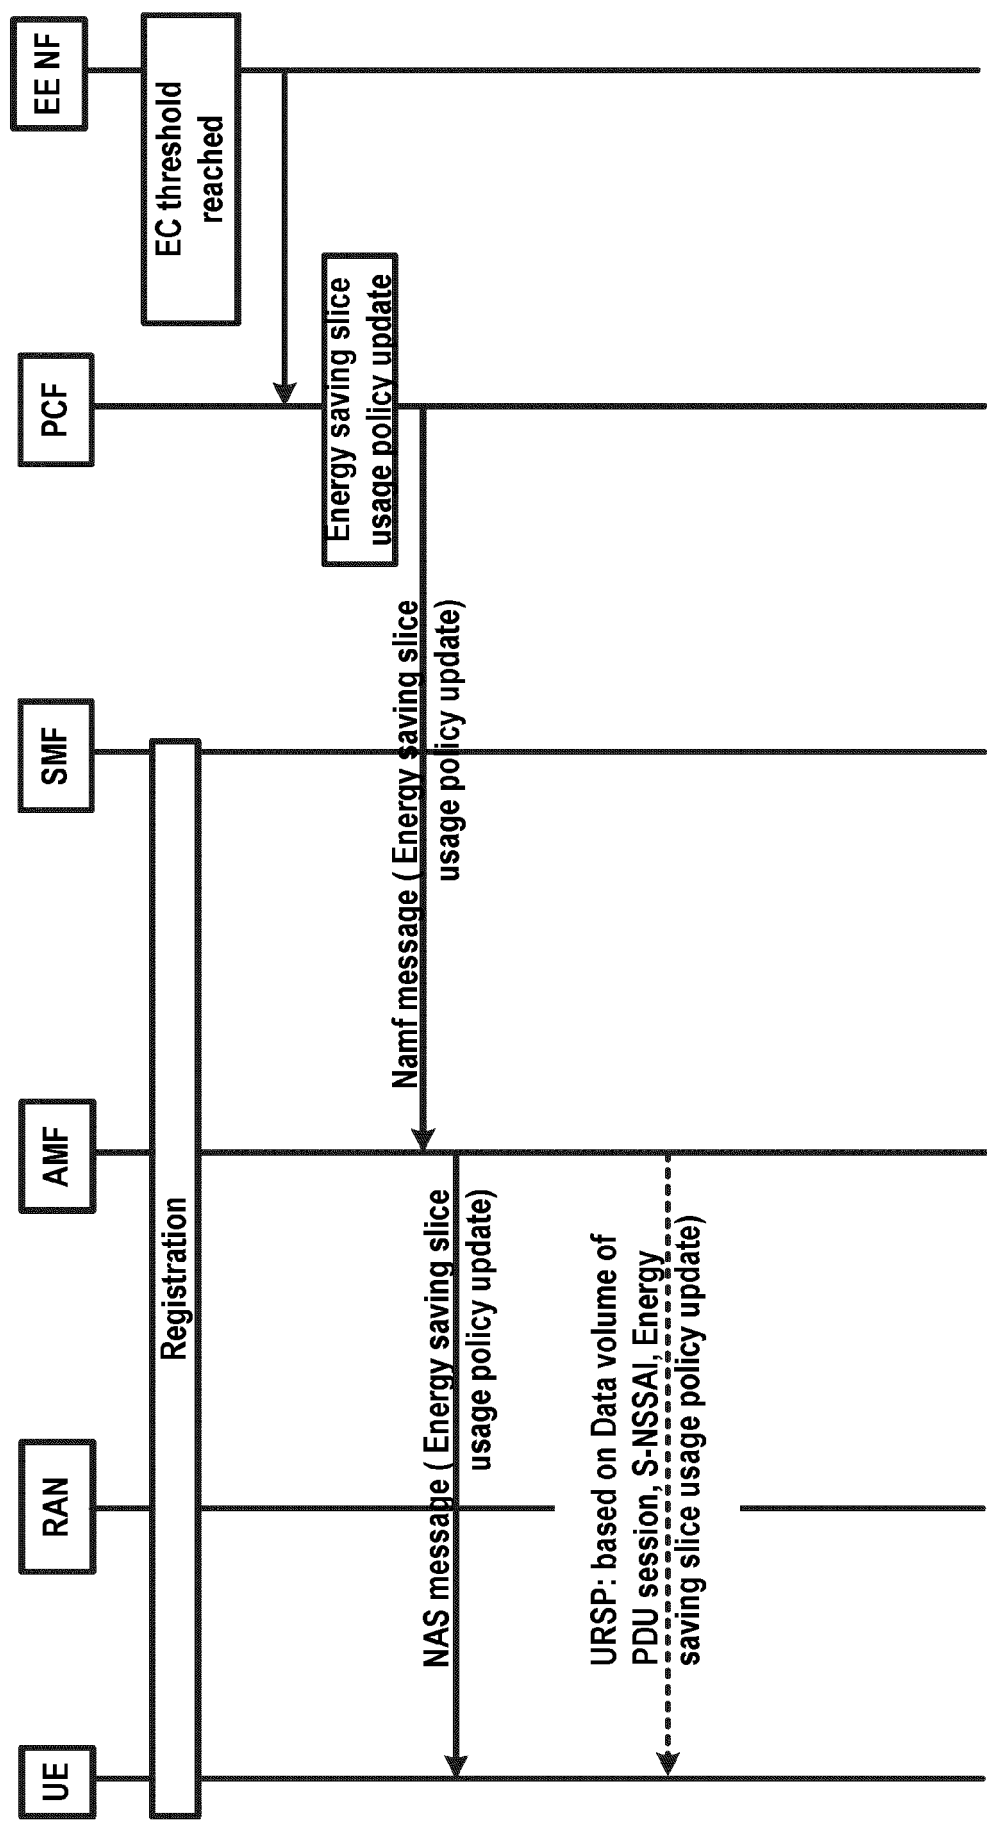 UE
RAN
AMF
SMF
PCF
EE NF
Registration
EC threshold
reached
Energy saving slice
usage policy update
Namf message ( Energy saving slice
usage policy update)
NAS message ( Energy saving slice
usage policy update)
URSP: based on Data volume of
PDU session, S-NSSAI, Energy
saving slice usage policy update)